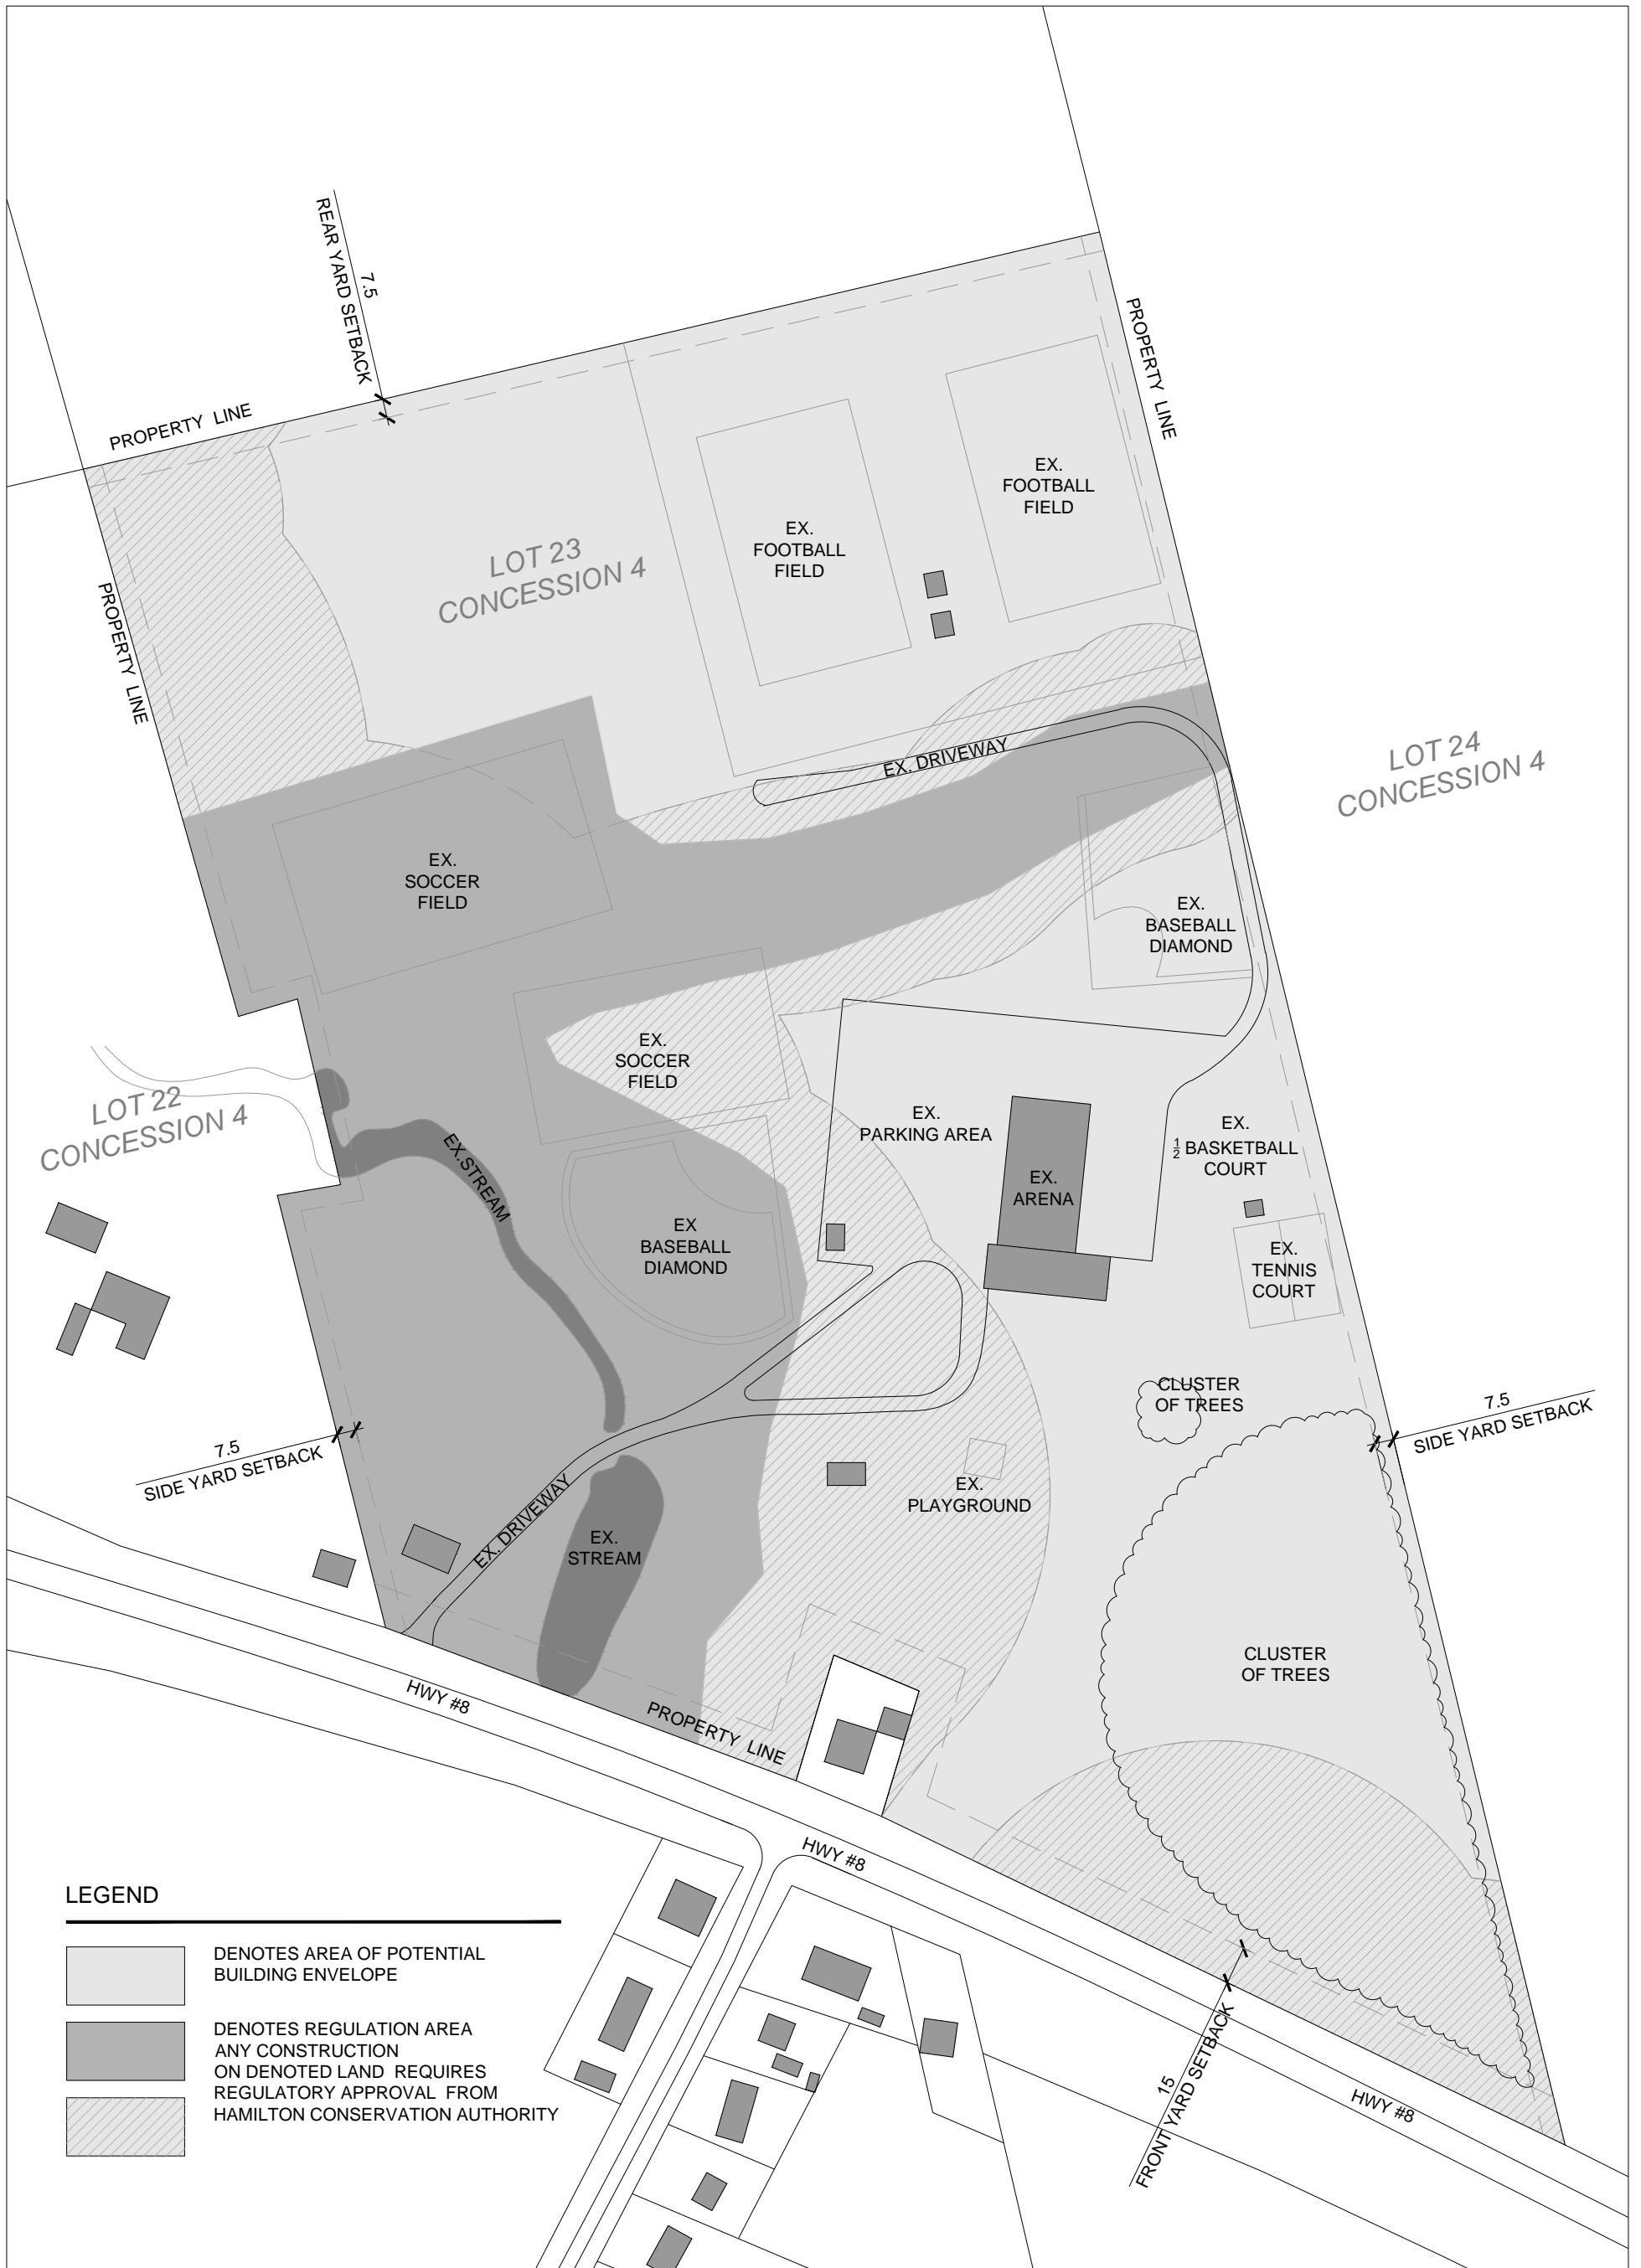 REAR YARD SETBACK
7.5
PROPERTY LINE
PROPERTY LINE
PROPERTY LINE
EX.
FOOTBALL
FIELD
EX.
FOOTBALL
FIELD
LOT 23
CONCESSION 4
EX. DRIVEWAY
LOT 24
CONCESSION 4
EX.
SOCCER
FIELD
EX.
BASEBALL
DIAMOND
EX.
SOCCER
FIELD
LOT 22
CONCESSION 4
EX.
PARKING AREA
EX.
½ BASKETBALL
COURT
EX.STREAM
EX.
ARENA
EX
BASEBALL
DIAMOND
EX.
TENNIS
COURT
CLUSTER
OF TREES
7.5
SIDE YARD SETBACK
7.5
SIDE YARD SETBACK
EX.
PLAYGROUND
EX. DRIVEWAY
EX.
STREAM
CLUSTER
OF TREES
HWY #8
PROPERTY LINE
HWY #8
15
FRONT YARD SETBACK
HWY #8
LEGEND
DENOTES AREA OF POTENTIAL
BUILDING ENVELOPE
DENOTES REGULATION AREA
ANY CONSTRUCTION
ON DENOTED LAND REQUIRES
REGULATORY APPROVAL FROM
HAMILTON CONSERVATION AUTHORITY